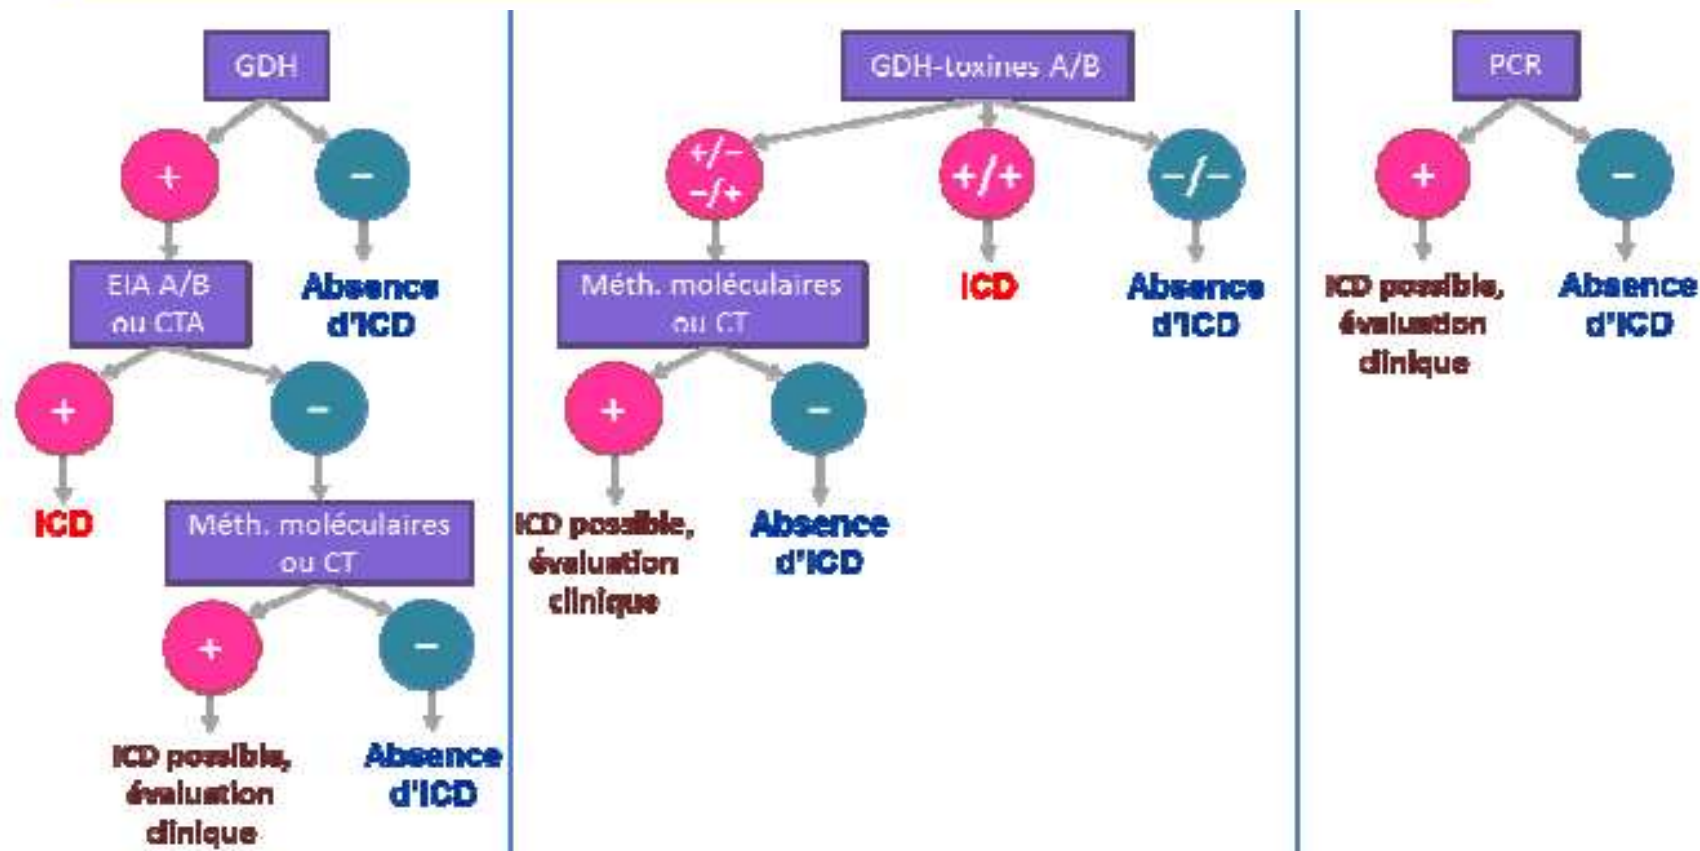 GDH
+
−
EIA A/B
ou CTA
Absence
d'ICD
+
−
ICD
Méth. moléculaires
ou CT
+
−
ICD possible,
évaluation
clinique
Absence
d'ICD
GDH-toxines A/B
+/−
−/+
+/+
−/−
Méth. moléculaires
ou CT
ICD
Absence
d'ICD
+
−
ICD possible,
évaluation
clinique
Absence
d'ICD
PCR
+
−
ICD possible,
évaluation
clinique
Absence
d'ICD